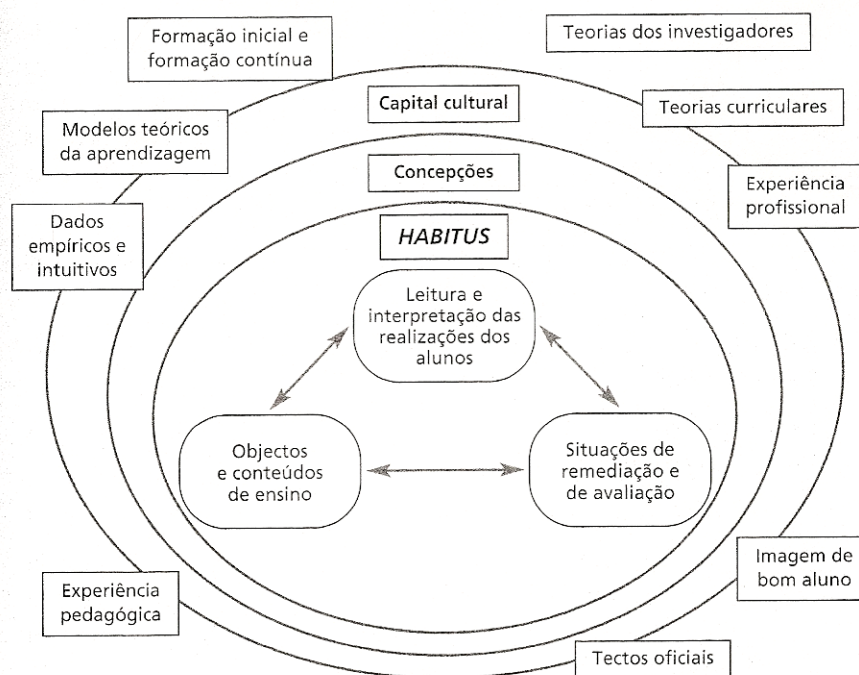 Formação inicial e
formação contínua
Teorias dos investigadores
Capital cultural
Teorias curriculares
Modelos teóricos
da aprendizagem
Concepções
Experiência
profissional
Dados
empíricos e
intuitivos
HABITUS
Leitura e
interpretação das
realizações dos
alunos
Objectos
e conteúdos
de ensino
Situações de
remediação e
de avaliação
Imagem de
bom aluno
Experiência
pedagógica
Tectos oficiais